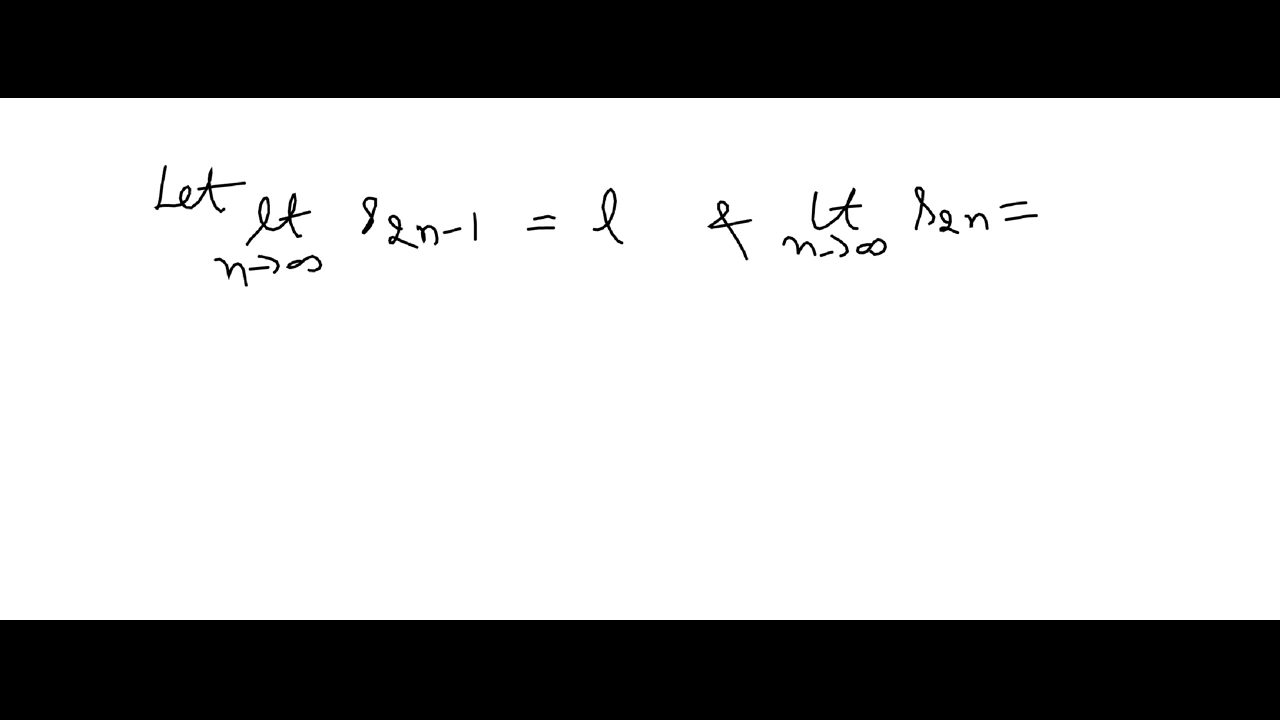 Let lt n→∞ s₂ₙ₋₁ = l & lt n→∞ s₂ₙ =